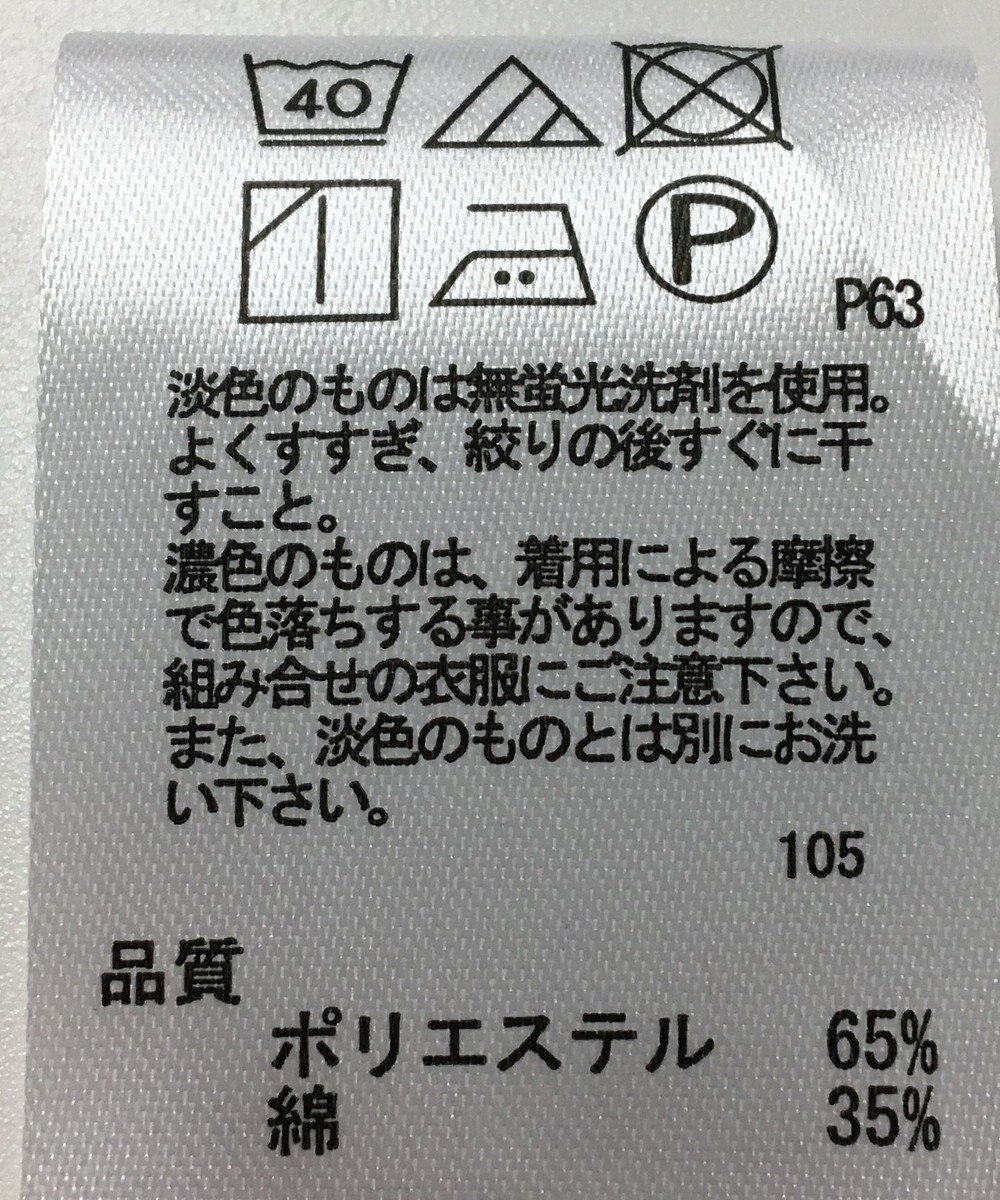 40
P
P63
淡色のものは無蛍光洗剤を使用。
よくすすぎ、絞りの後すぐに干
すこと。
濃色のものは、着用による摩擦
で色落ちする事がありますので、
組み合せの衣服にご注意下さい。
また、淡色のものとは別にお洗
い下さい。
105
品質
ポリエステル 65%
綿 35%